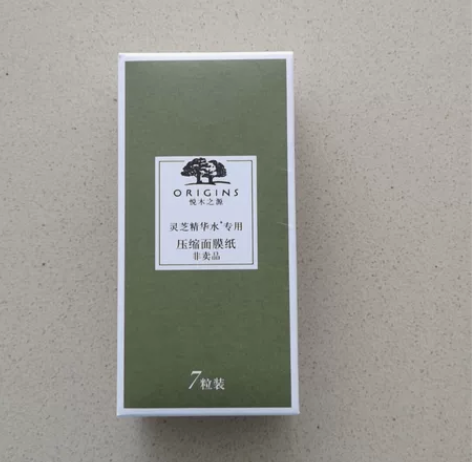 ORIGINS
悦木之源
灵芝精华水*专用
压缩面膜纸
非卖品
7粒装